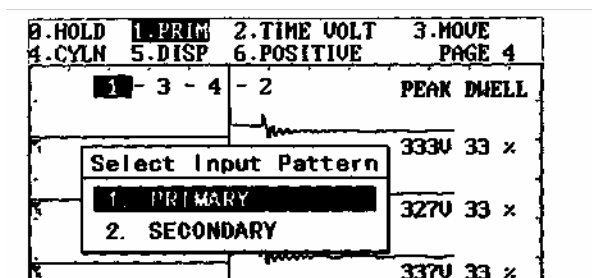 0.HOLD 1.PRIM 2.TIME VOLT 3.MOVE
4.CYLN 5.DISP 6.POSITIVE PAGE 4
1 - 3 - 4 - 2 PEAK DWELL
333V 33 %
Select Input Pattern
1. PRIMARY
327V 33 %
2. SECONDARY
337V 33 %